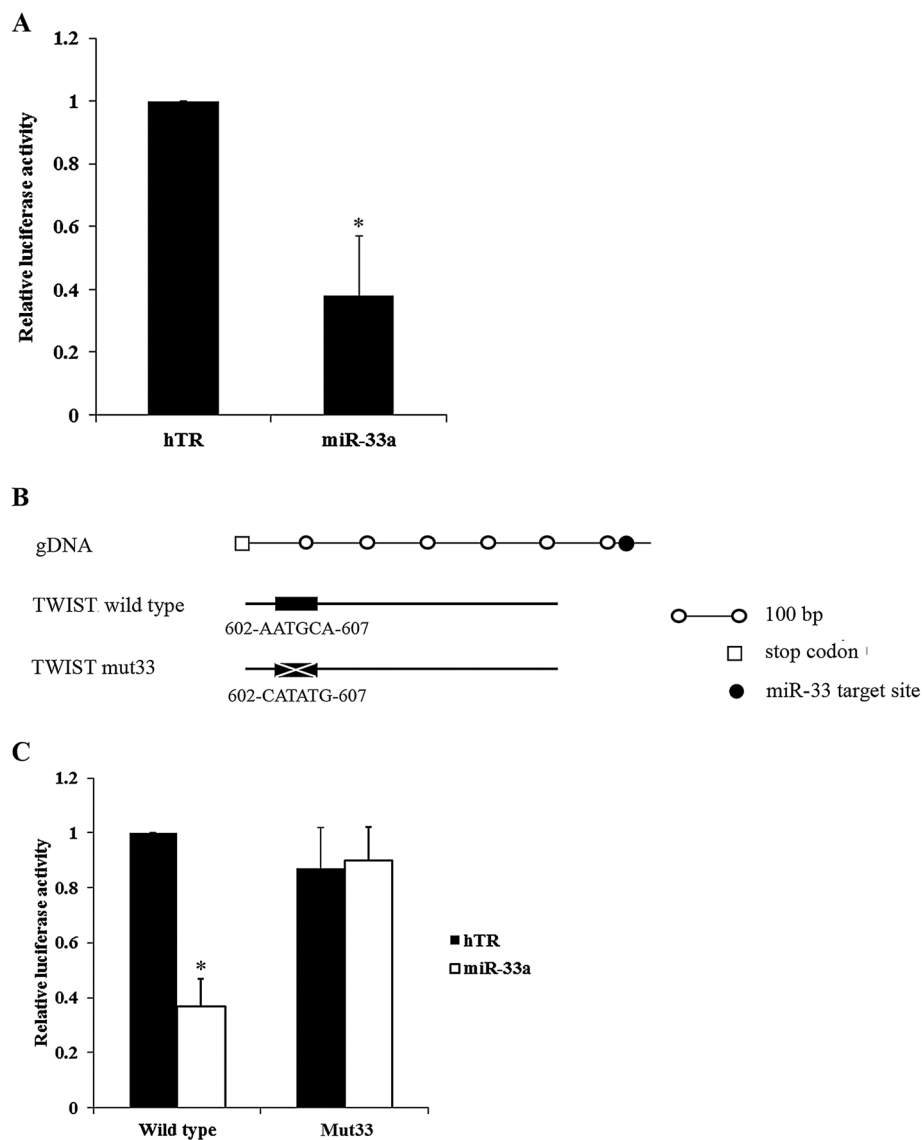 A
1.2
1
0.8
0.6
0.4
0.2
0
Relative luciferase activity
*
hTR
miR-33a
B
gDNA
TWIST wild type
602-AATGCA-607
TWIST mut33
602-CATATG-607
100 bp
stop codon
miR-33 target site
C
1.2
1
0.8
0.6
0.4
0.2
0
Relative luciferase activity
*
hTR
miR-33a
Wild type
Mut33